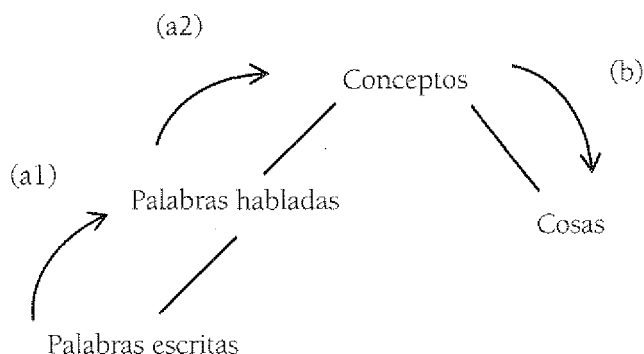 (a2)
Conceptos
(b)
(a1)
Palabras habladas
Cosas
Palabras escritas